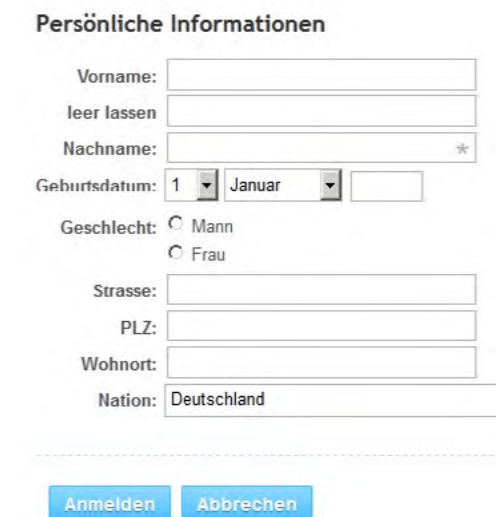 Persönliche Informationen
Vorname:
leer lassen
Nachname: *
Geburtsdatum: 1 Januar
Geschlecht: Mann
Frau
Strasse:
PLZ:
Wohnort:
Nation: Deutschland
Anmelden Abbrechen